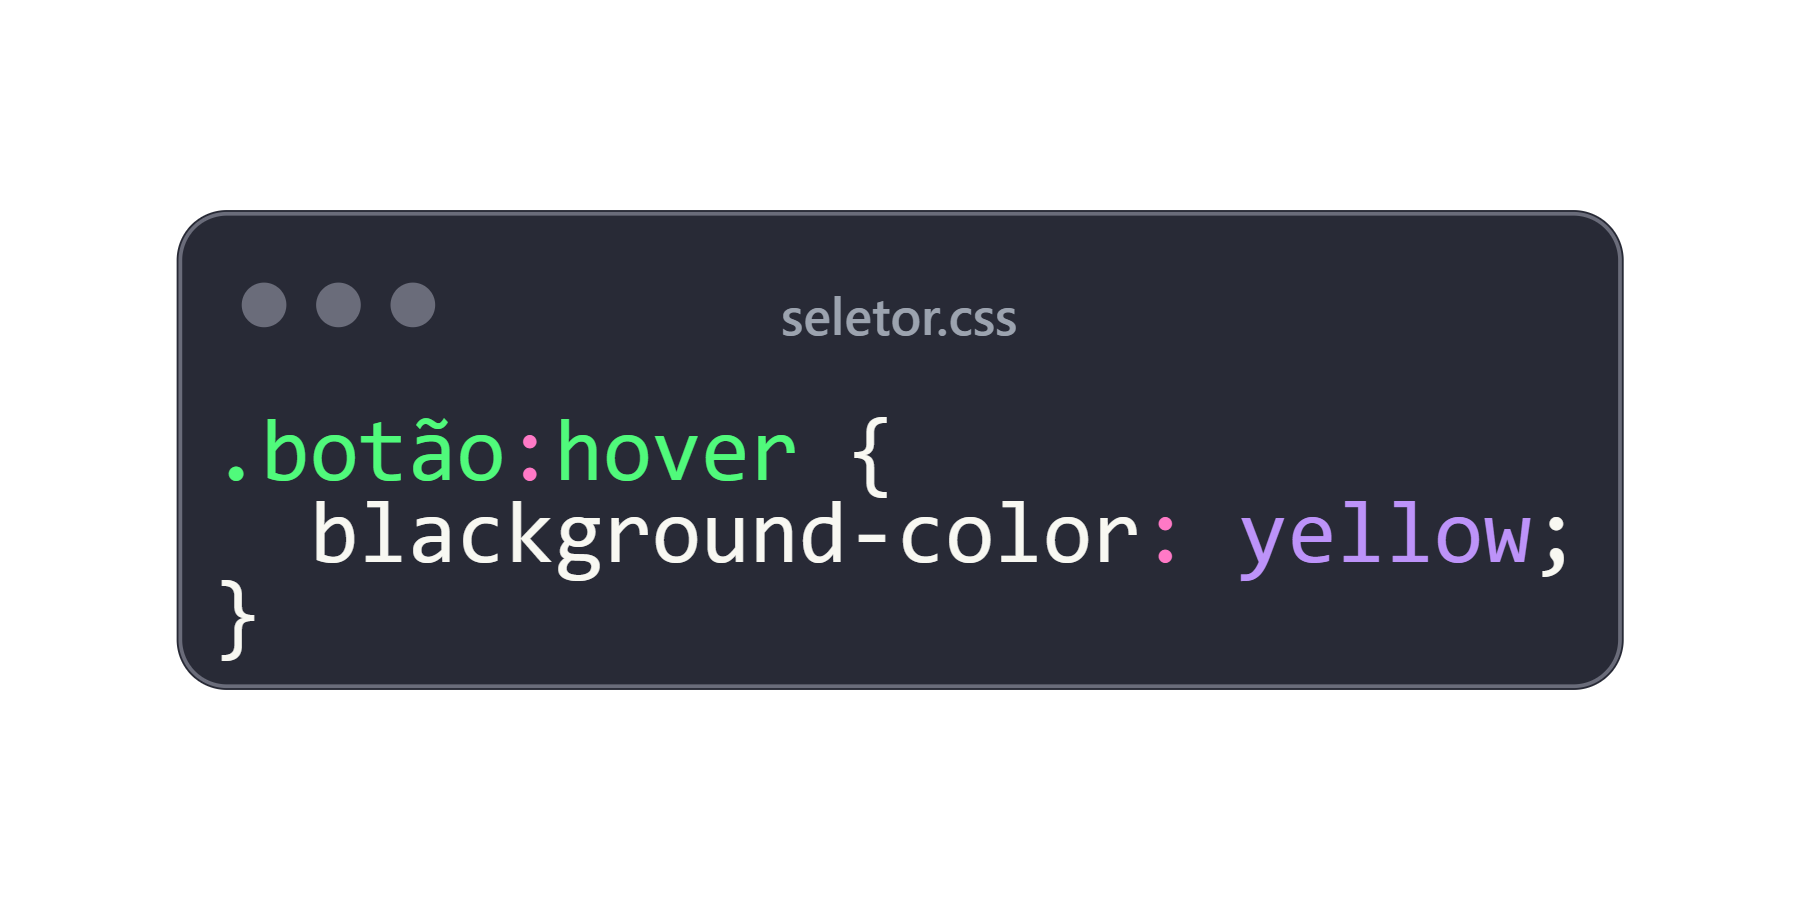 seletor.css
.botão:hover {
  blackground-color: yellow;
}